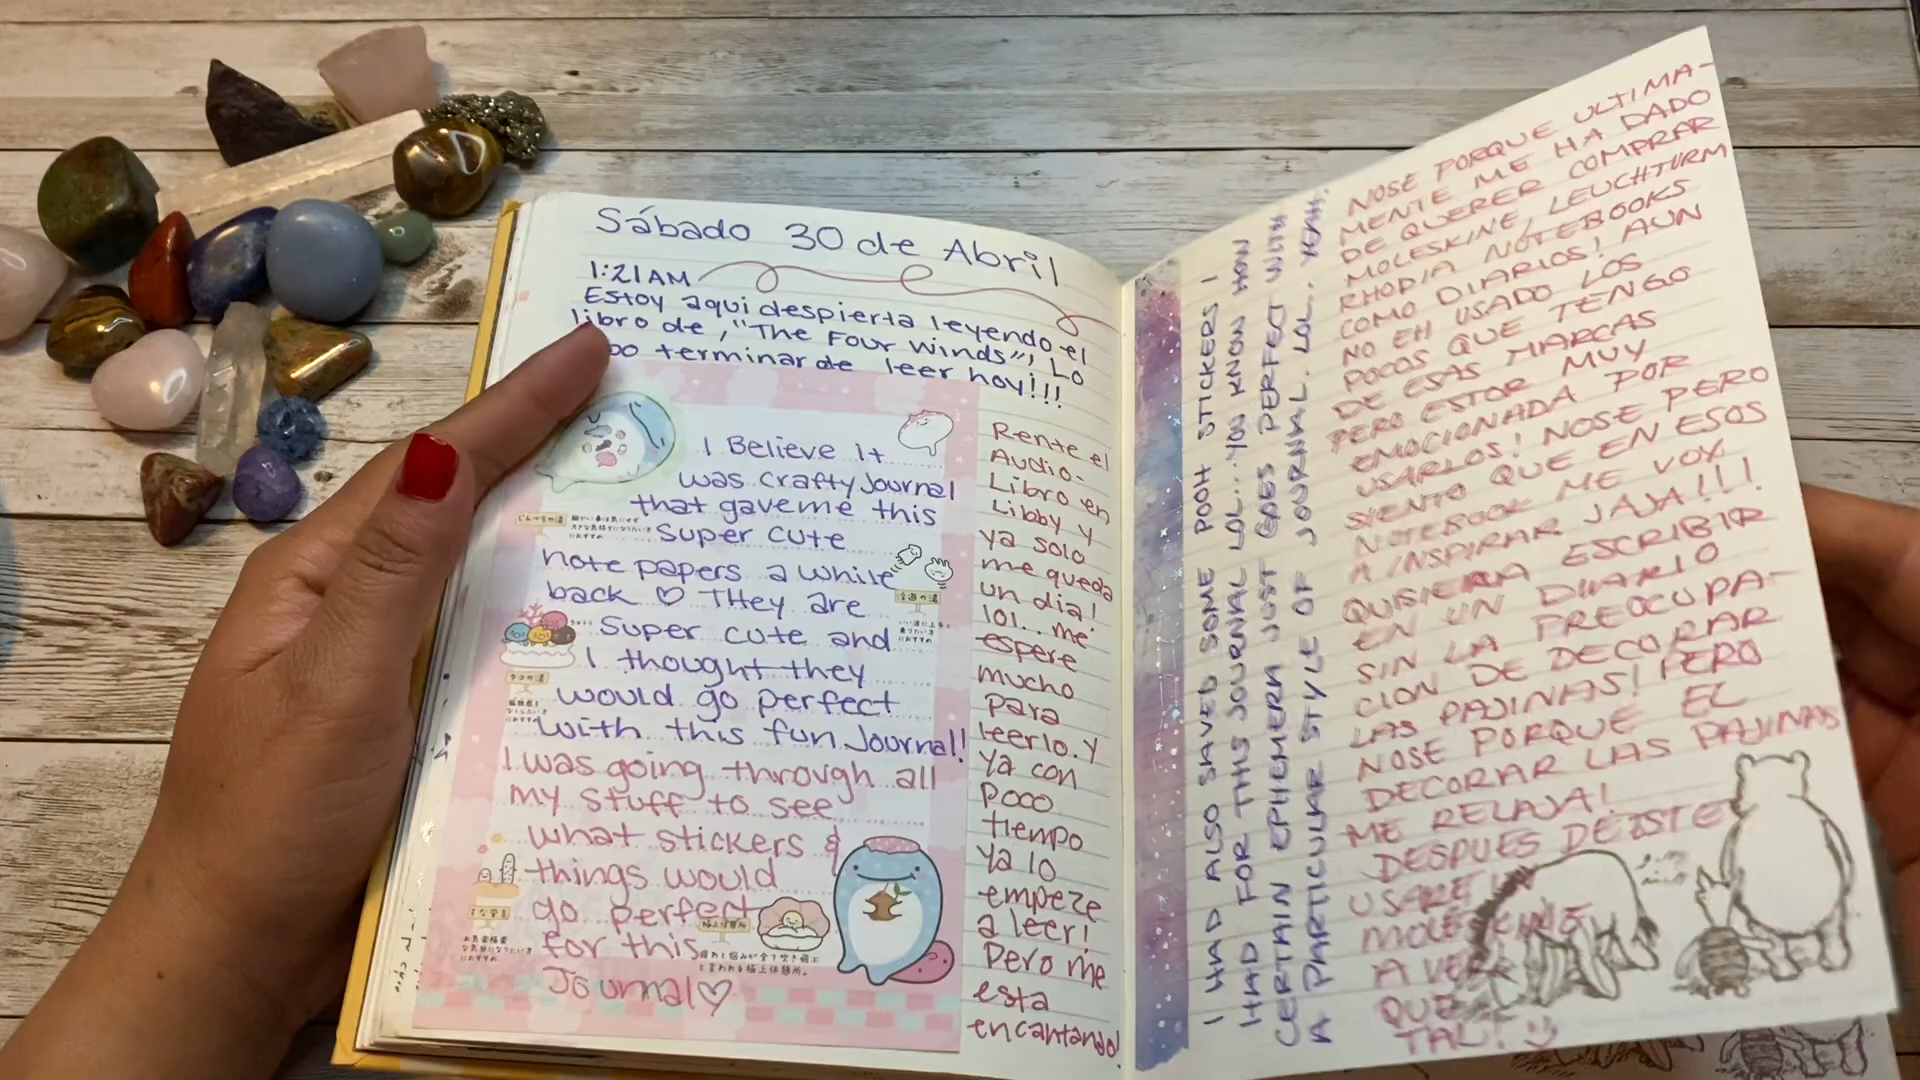 Sábado 30 de Abril
1:21AM
Estoy aqui despierta leyendo el
libro de, "The Four Winds", Lo
terminar de leer hoy!!!
I Believe it
was crafty Journal
that gave me this
super cute
note papers a while
back ♡ THey are
super cute and
I thought they
would go perfect
with this fun Journal!
I was going through all
my stuff to see
what stickers &
things would
go perfect
for this
Journal♡
Rente el
Audio-
Libro en
Libby y
ya solo
me queda
un dia!
lol.. me
espere
mucho
para
leerlo. y
ya con
poco
tiempo
ya lo
empeze
a leer!
Pero me
esta
encantando!
I HAD ALSO SAVED SOME POOH STICKERS I
HAD FOR THIS JOURNAL LOL.. YOU KNOW HOW
CERTAIN EPHEMERA JUST GOES PERFECT WITH
A PARTICULAR STYLE OF JOURNAL. LOL. YEAH.
NOSE PORQUE ULTIMA-
MENTE ME HA DADO
DE QUERER COMPRAR
MOLESKINE, LEUCHTURM
RHODIA NOTEBOOKS
COMO DIARIOS! AUN
NO EH USADO LOS
POCOS QUE TENGO
DE ESAS MARCAS
PERO ESTOY MUY
EMOCIONADA POR
USARLOS! NOSE PERO
SIENTO QUE EN ESOS
NOTEBOOK ME VOY
A INSPIRAR JAJA!!!
QUISIERA ESCRIBIR
EN UN DIARIO
SIN LA PREOCUPA-
CION DE DECORAR
LAS PAJINAS! PERO
NOSE PORQUE EL
DECORAR LAS PAJINAS
ME RELAJA!
DESPUES DE ESTE
USARE UN
MOLESKINE
A VER
QUE
TAL!